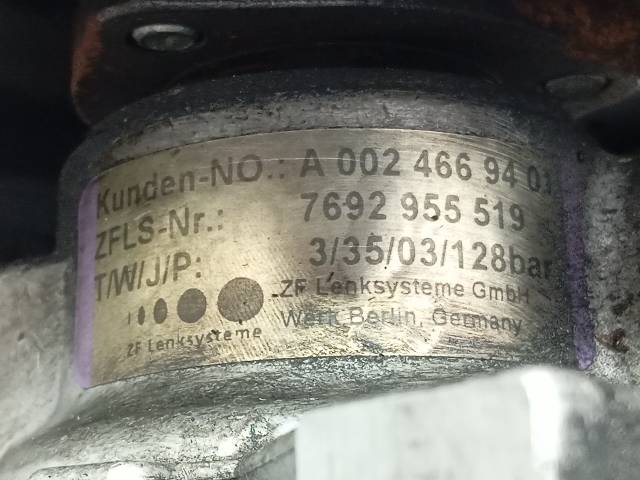 Kunden-NO.: A 002 466 94 01
ZFLS-Nr.: 7692 955 519
T/W/J/P: 3/35/03/128bar
ZF Lenksysteme GmbH
Werk Berlin, Germany
ZF Lenksysteme